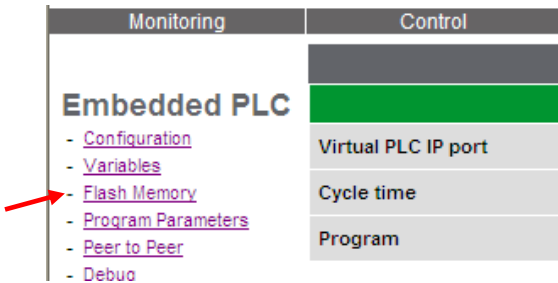 Monitoring
Control
Embedded PLC
- Configuration
- Variables
- Flash Memory
- Program Parameters
- Peer to Peer
- Debug
Virtual PLC IP port
Cycle time
Program